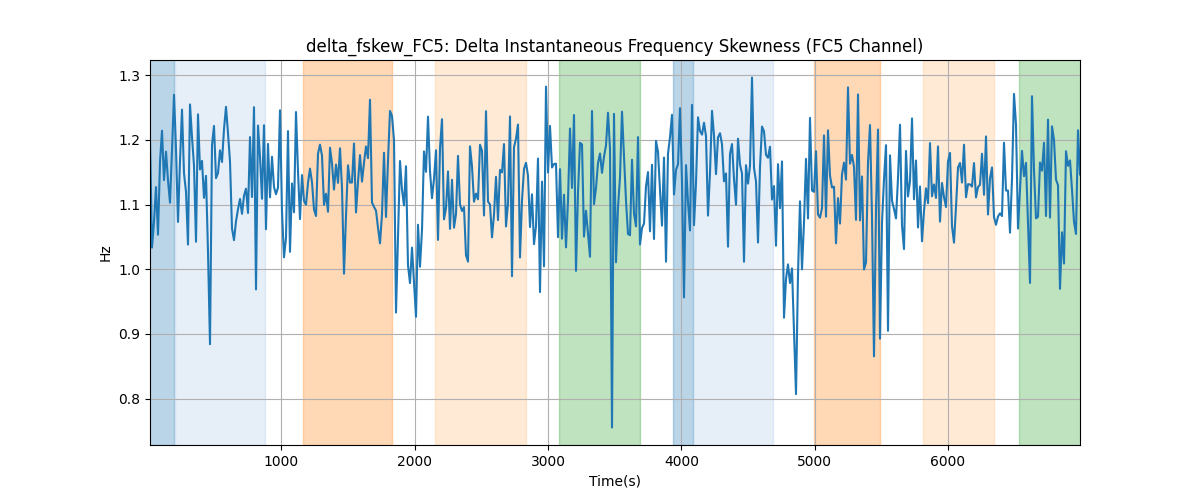 delta_fskew_FC5: Delta Instantaneous Frequency Skewness (FC5 Channel)
1.3
1.2
1.1
1.0
0.9
0.8
Hz
1000 2000 3000 4000 5000 6000
Time(s)